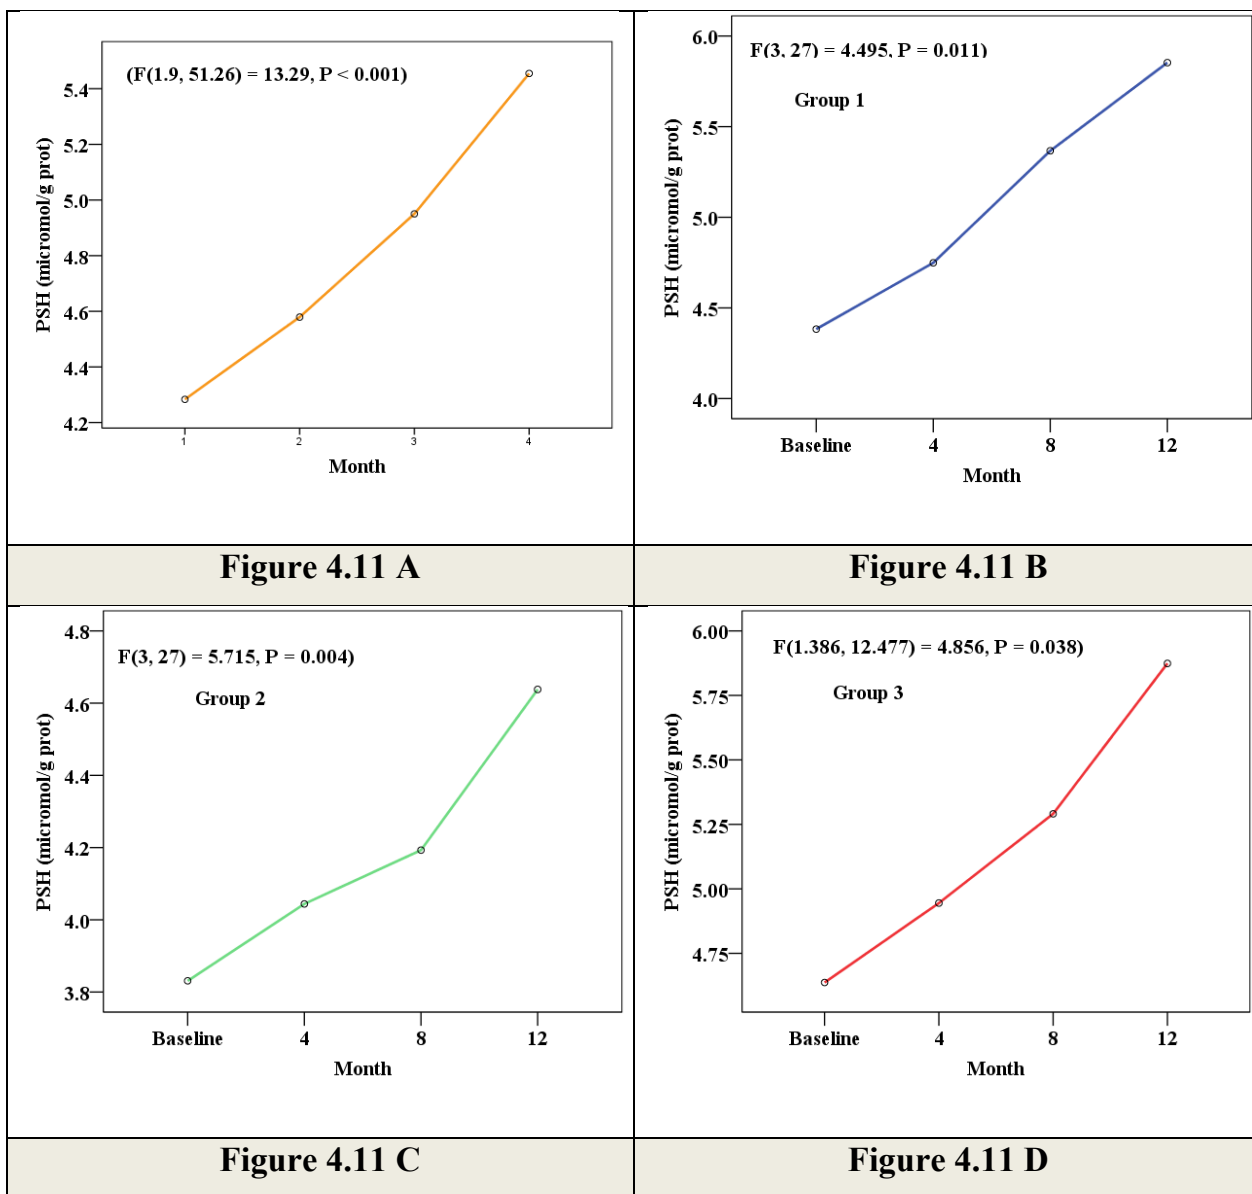 (F(1.9, 51.26) = 13.29, P < 0.001)
5.4
5.2
5.0
4.8
4.6
4.4
4.2
PSH (micromol/g prot)
1 2 3 4
Month
Figure 4.11 A
F(3, 27) = 4.495, P = 0.011)
Group 1
6.0
5.5
5.0
4.5
4.0
PSH (micromol/g prot)
Baseline 4 8 12
Month
Figure 4.11 B
F(3, 27) = 5.715, P = 0.004)
Group 2
4.8
4.6
4.4
4.2
4.0
3.8
PSH (micromol/g prot)
Baseline 4 8 12
Month
Figure 4.11 C
F(1.386, 12.477) = 4.856, P = 0.038)
Group 3
6.00
5.75
5.50
5.25
5.00
4.75
PSH (micromol/g prot)
Baseline 4 8 12
Month
Figure 4.11 D